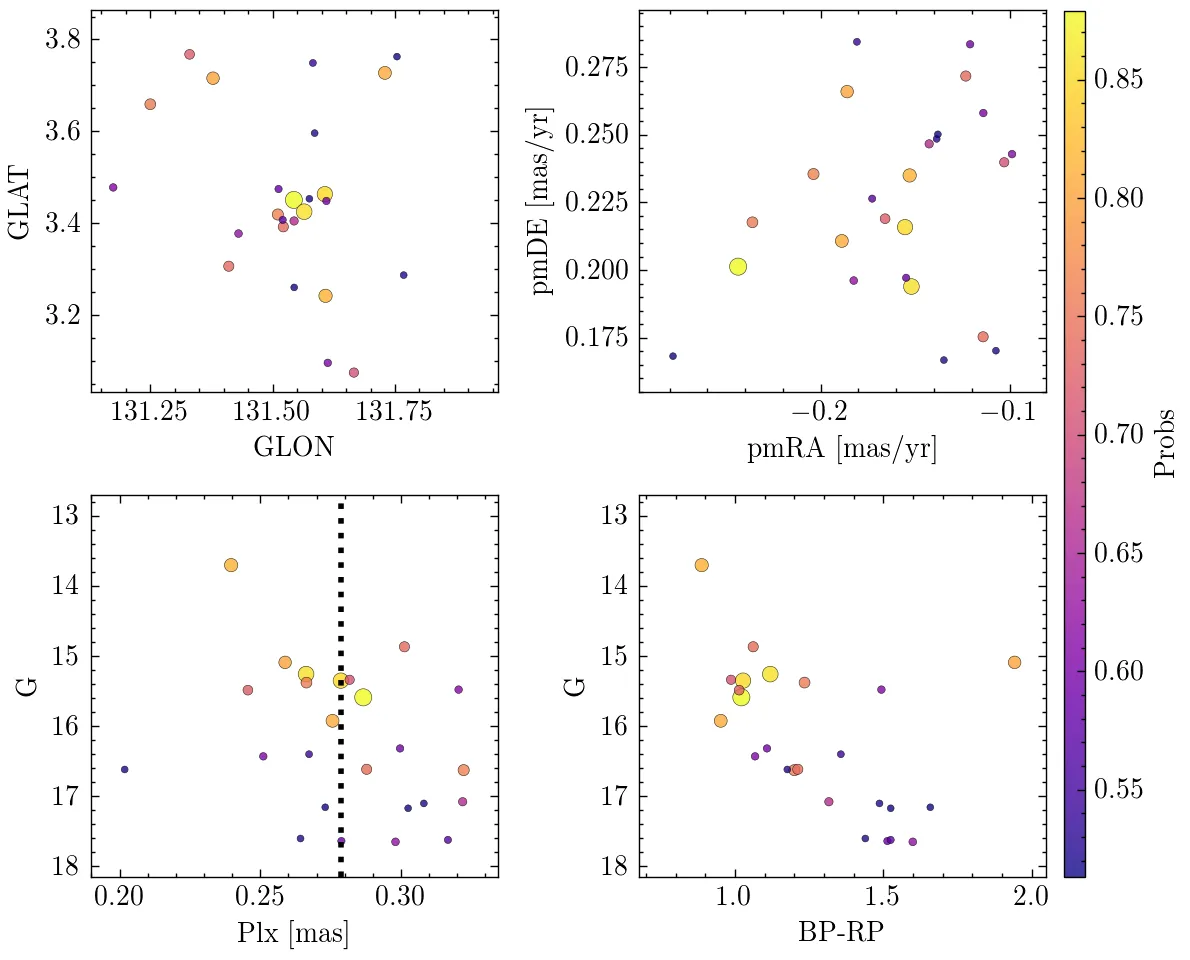 3.8
3.6
3.4
3.2
GLAT
131.25 131.50 131.75
GLON
0.275
0.250
0.225
0.200
0.175
pmDE [mas/yr]
−0.2 −0.1
pmRA [mas/yr]
13
14
15
16
17
18
G
0.20 0.25 0.30
Plx [mas]
13
14
15
16
17
18
G
1.0 1.5 2.0
BP-RP
0.85
0.80
0.75
0.70
0.65
0.60
0.55
Probs